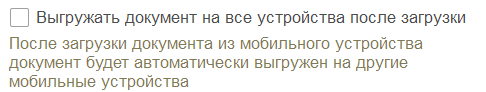 Выгружать документ на все устройства после загрузки
После загрузки документа из мобильного устройства
документ будет автоматически выгружен на другие
мобильные устройства